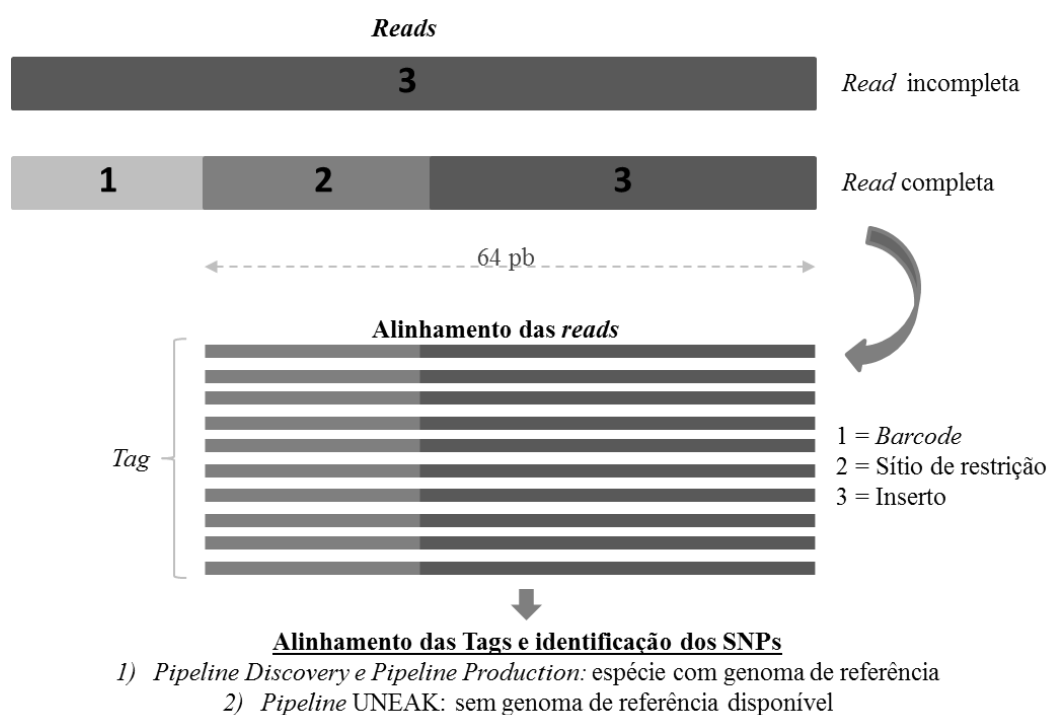 Reads
3
Read incompleta
1 2 3
Read completa
64 pb
Alinhamento das reads
Tag
1 = Barcode
2 = Sítio de restrição
3 = Inserto
Alinhamento das Tags e identificação dos SNPs
1) Pipeline Discovery e Pipeline Production: espécie com genoma de referência
2) Pipeline UNEAK: sem genoma de referência disponível